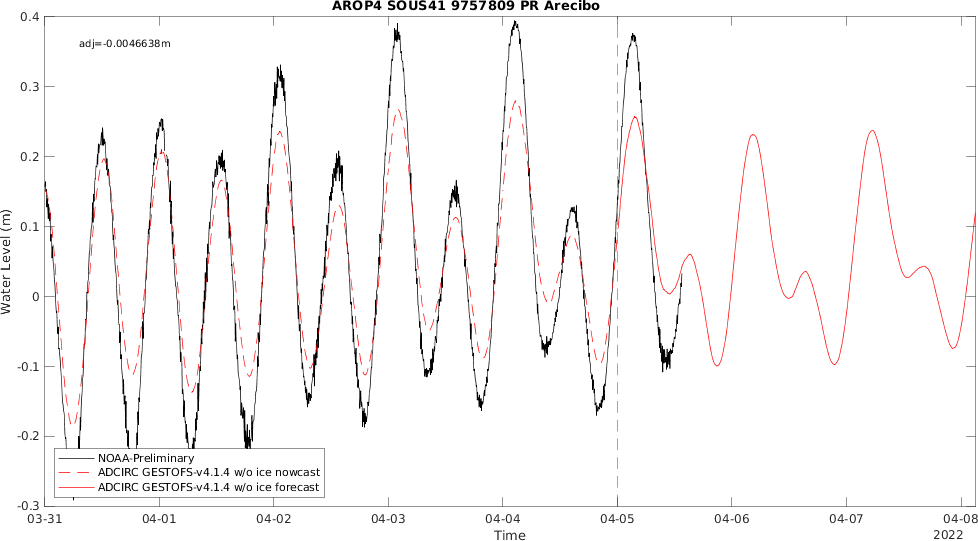 AROP4 SOUS41 9757809 PR Arecibo
adj=-0.0046638m
0.4
0.3
0.2
0.1
0
-0.1
-0.2
-0.3
Water Level (m)
NOAA-Preliminary
ADCIRC GESTOFS-v4.1.4 w/o ice nowcast
ADCIRC GESTOFS-v4.1.4 w/o ice forecast
03-31 04-01 04-02 04-03 04-04 04-05 04-06 04-07 04-08
Time
2022